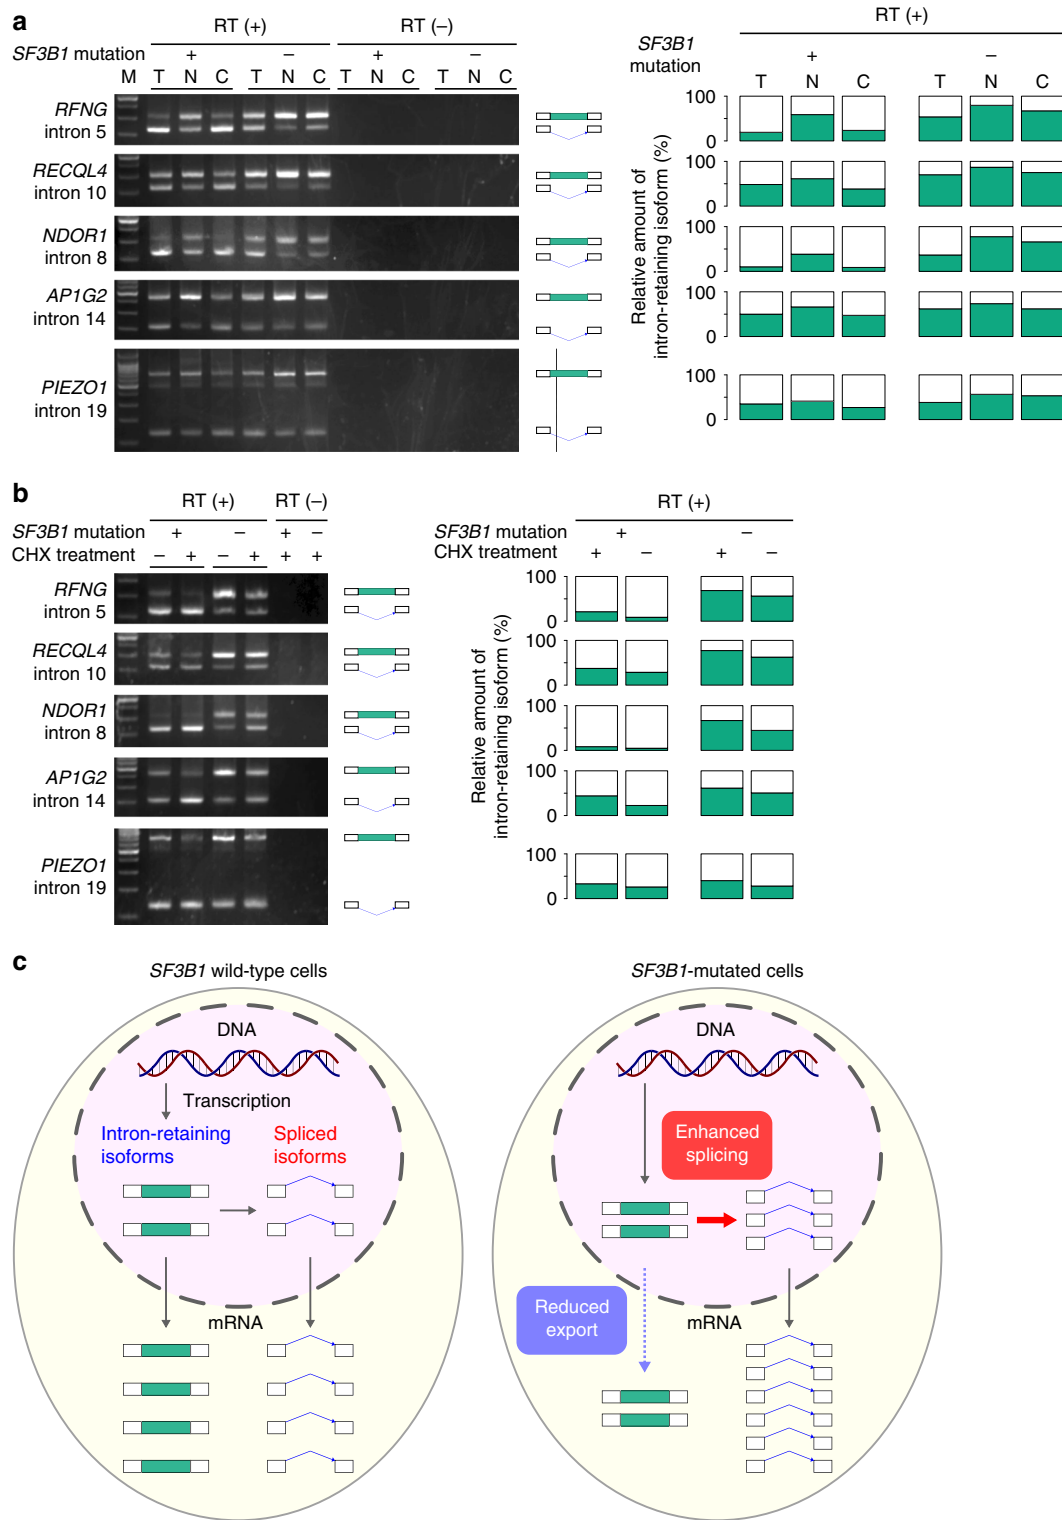 a
RT (+)
RT (–)
SF3B1 mutation
+
–
+
–
M
T
N
C
T
N
C
T
N
C
T
N
C
RFNG
intron 5
RECQL4
intron 10
NDOR1
intron 8
AP1G2
intron 14
PIEZO1
intron 19
RT (+)
SF3B1
mutation
+
–
T
N
C
T
N
C
Relative amount of
intron-retaining isoform (%)
100
0
100
0
100
0
100
0
100
0
b
RT (+)
RT (–)
SF3B1 mutation
+
–
+
–
CHX treatment
–
+
–
+
+
+
RFNG
intron 5
RECQL4
intron 10
NDOR1
intron 8
AP1G2
intron 14
PIEZO1
intron 19
RT (+)
SF3B1 mutation
+
–
CHX treatment
+
–
+
–
Relative amount of
intron-retaining isoform (%)
100
0
100
0
100
0
100
0
100
0
c
SF3B1 wild-type cells
DNA
Transcription
Intron-retaining
isoforms
Spliced
isoforms
mRNA
SF3B1-mutated cells
DNA
Enhanced
splicing
Reduced
export
mRNA